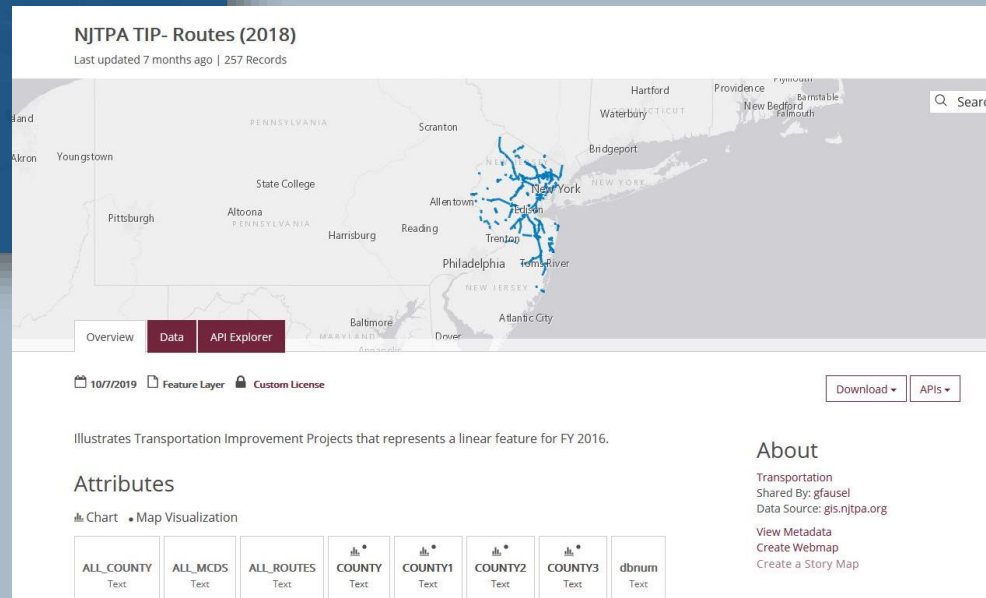 NJTPA TIP- Routes (2018)
Last updated 7 months ago | 257 Records
Hartford
Providence
Barnstable
Waterbury
CONNECTICUT
New Bedford
Falmouth
Searc
PENNSYLVANIA
Scranton
Akron
Youngstown
Bridgeport
NEW JERSEY
State College
New York
NEW YORK
Allentown
Edison
Pittsburgh
Altoona
PENNSYLVANIA
Reading
Harrisburg
Trenton
Philadelphia
Toms River
NEW JERSEY
Atlantic City
Baltimore
MARYLAND
Dover
Annapolis
Overview
Data
API Explorer
10/7/2019 Feature Layer Custom License
Download
APIs
Illustrates Transportation Improvement Projects that represents a linear feature for FY 2016.
About
Attributes
Transportation
Shared By: gfausel
Data Source: gis.njtpa.org
Chart • Map Visualization
View Metadata
Create Webmap
Create a Story Map
ALL_COUNTY
Text
ALL_MCDS
Text
ALL_ROUTES
Text
COUNTY
Text
COUNTY1
Text
COUNTY2
Text
COUNTY3
Text
dbnum
Text